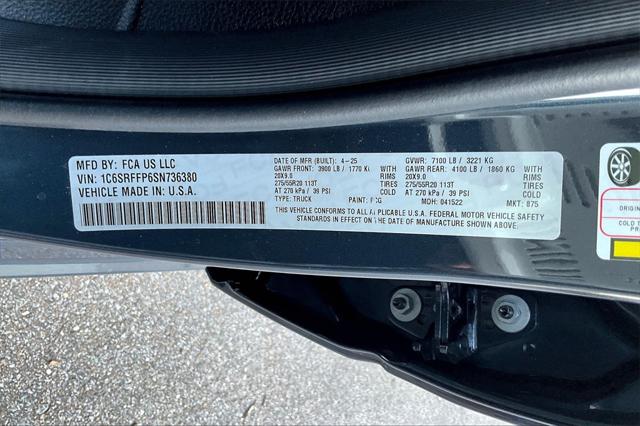 MFD BY: FCA US LLC
VIN: 1C6SRFFP6SN736380
VEHICLE MADE IN U.S.A.
DATE OF MFR (BUILT): 4-25
GVWR: 7100 LB / 3221 KG
GAWR FRONT: 3900 LB / 1770 KG WITH
GAWR REAR: 4100 LB / 1860 KG WITH
20X9.0 RIMS
20X9.0 RIMS
275/55R20 113T
275/55R20 113T
AT 270 kPa / 39 PSI COLD
AT 270 kPa / 39 PSI COLD
TYPE: TRUCK PAINT: MDH: 041522 MKT: 875
THIS VEHICLE CONFORMS TO ALL APPLICABLE U.S.A. FEDERAL MOTOR VEHICLE SAFETY
STANDARDS IN EFFECT ON THE DATE OF MANUFACTURE SHOWN ABOVE
COLD